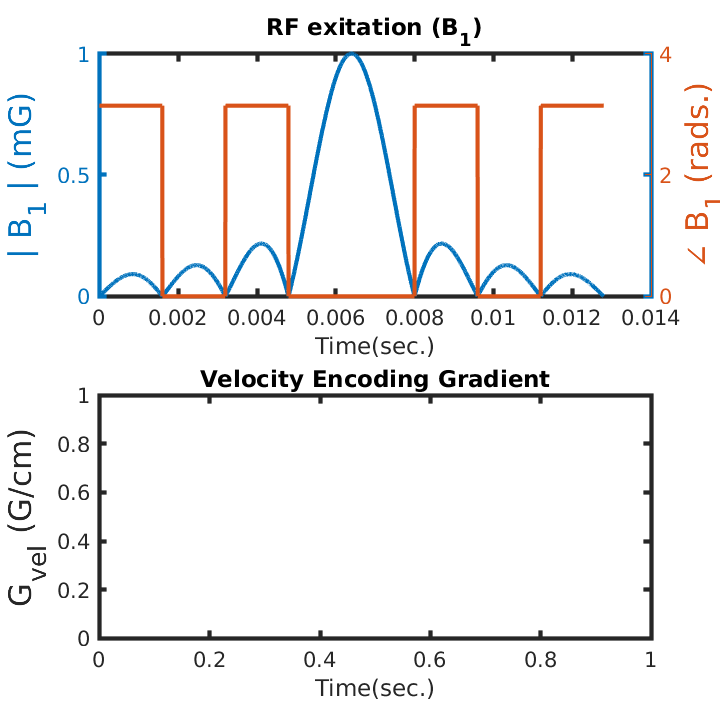 RF exitation (B1)
| B1 | (mG)
∠ B1 (rads.)
1
0.5
0
4
2
0
0 0.002 0.004 0.006 0.008 0.01 0.012 0.014
Time(sec.)
Velocity Encoding Gradient
Gvel (G/cm)
1
0.8
0.6
0.4
0.2
0
0 0.2 0.4 0.6 0.8 1
Time(sec.)